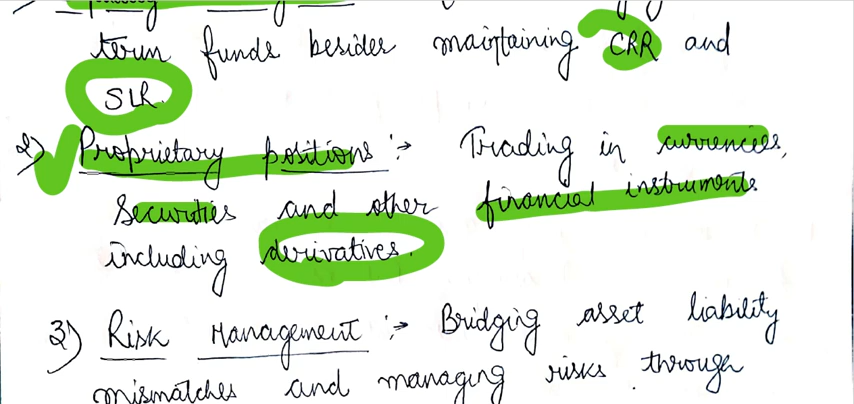 term funds besides maintaining CRR and
SLR.
2) Proprietary positions :→ Trading in currencies,
securities and other financial instruments
including derivatives.
3) Risk Management :→ Bridging asset liability
mismatches and managing risks through